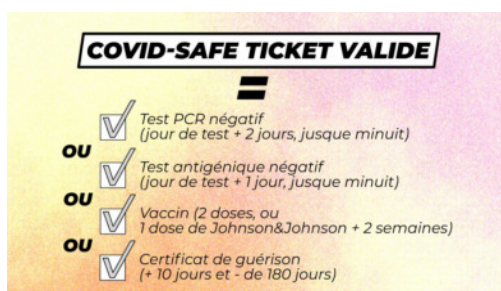 COVID-SAFE TICKET VALIDE
=
Test PCR négatif
(jour de test + 2 jours, jusque minuit)
OU
Test antigénique négatif
(jour de test + 1 jour, jusque minuit)
OU
Vaccin (2 doses, ou
1 dose de Johnson&Johnson + 2 semaines)
OU
Certificat de guérison
(+ 10 jours et - de 180 jours)